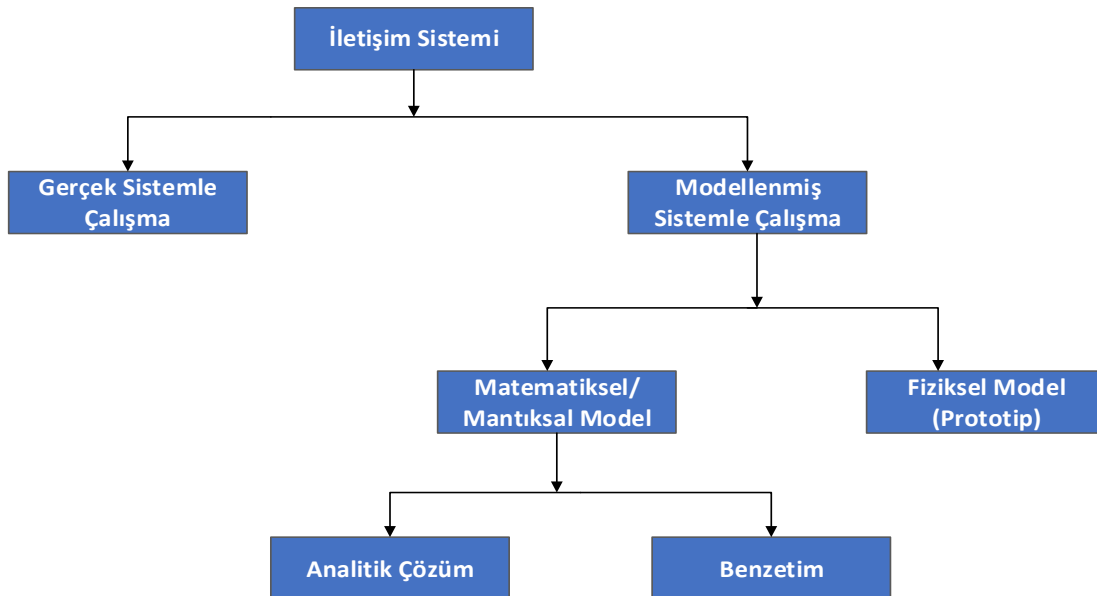 İletişim Sistemi
Gerçek Sistemle
Çalışma
Modellenmiş
Sistemle Çalışma
Matematiksel/
Mantıksal Model
Fiziksel Model
(Prototip)
Analitik Çözüm
Benzetim